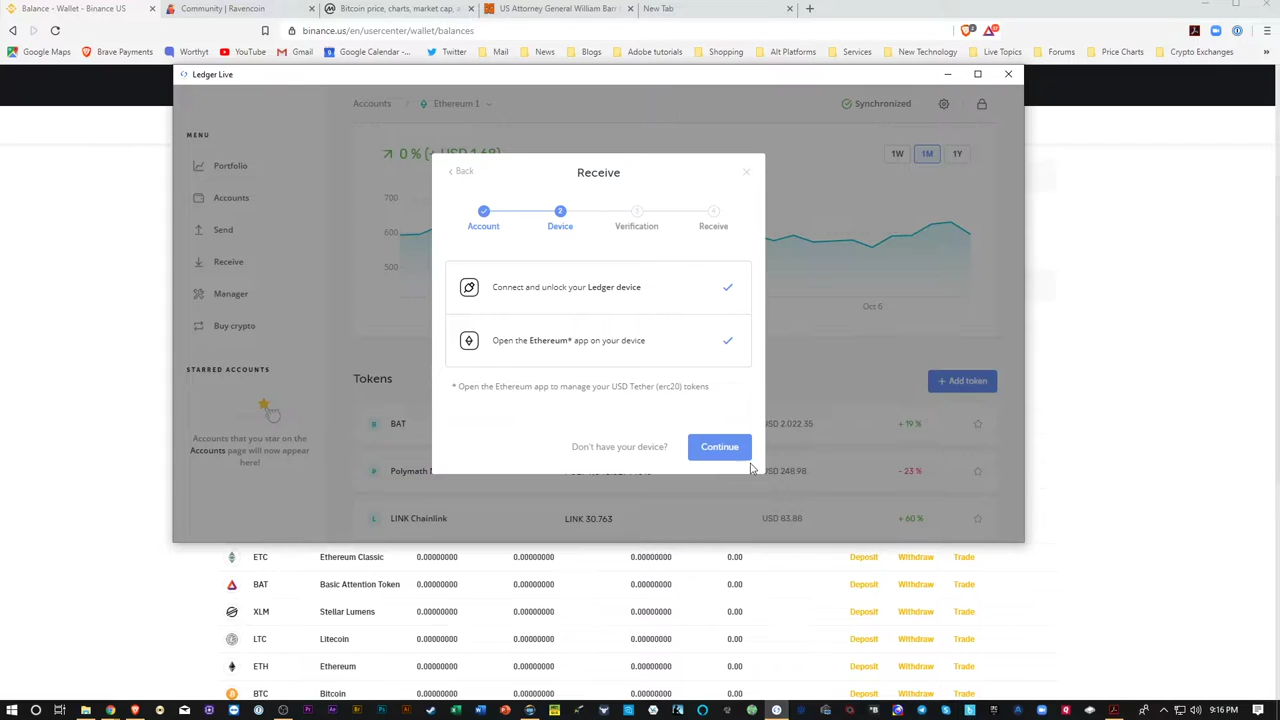 Balance - Wallet - Binance US
Community | Ravencoin
Bitcoin price, charts, market cap, a
US Attorney General William Barr
New Tab
binance.us/en/usercenter/wallet/balances
Google Maps
Brave Payments
Worthyt
YouTube
Gmail
Google Calendar -...
Twitter
Mail
News
Blogs
Adobe tutorials
Shopping
Alt Platforms
Services
New Technology
Live Topics
Forums
Price Charts
Crypto Exchanges
Ledger Live
Accounts / Ethereum 1
Synchronized
MENU
Portfolio
Accounts
Send
Receive
Manager
Buy crypto
STARRED ACCOUNTS
Accounts that you star on the
Accounts page will now appear
here!
0 % (+ USD 1.68)
1W 1M 1Y
700
600
500
Oct 6
Back
Receive
2 3 4
Account Device Verification Receive
Connect and unlock your Ledger device
Open the Ethereum* app on your device
* Open the Ethereum app to manage your USD Tether (erc20) tokens
Don't have your device?
Continue
Tokens
+ Add token
B BAT USD 2,022.35 + 19 %
P Polymath USD 248.98 - 23 %
L LINK Chainlink LINK 30.763 USD 83.88 + 60 %
ETC Ethereum Classic 0.00000000 0.00000000 0.00000000 0.00 Deposit Withdraw Trade
BAT Basic Attention Token 0.00000000 0.00000000 0.00000000 0.00 Deposit Withdraw Trade
XLM Stellar Lumens 0.00000000 0.00000000 0.00000000 0.00 Deposit Withdraw Trade
LTC Litecoin 0.00000000 0.00000000 0.00000000 0.00 Deposit Withdraw Trade
ETH Ethereum 0.00000000 0.00000000 0.00000000 0.00 Deposit Withdraw Trade
BTC Bitcoin 0.00000000 0.00000000 0.00000000 0.00 Deposit Withdraw Trade
9:16 PM